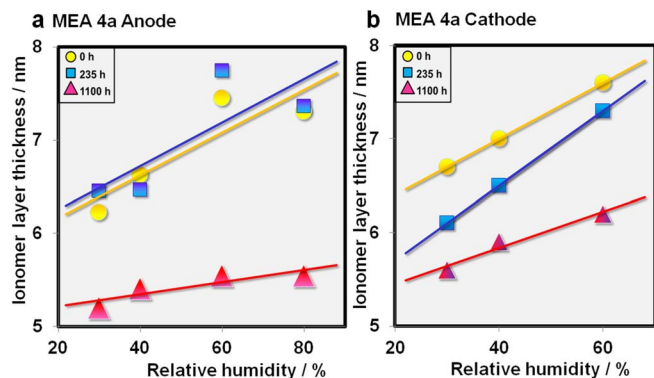 a MEA 4a Anode
Ionomer layer thickness / nm
8
7
6
5
0 h
235 h
1100 h
20
40
60
80
Relative humidity / %
b MEA 4a Cathode
Ionomer layer thickness / nm
8
7
6
5
0 h
235 h
1100 h
20
40
60
Relative humidity / %